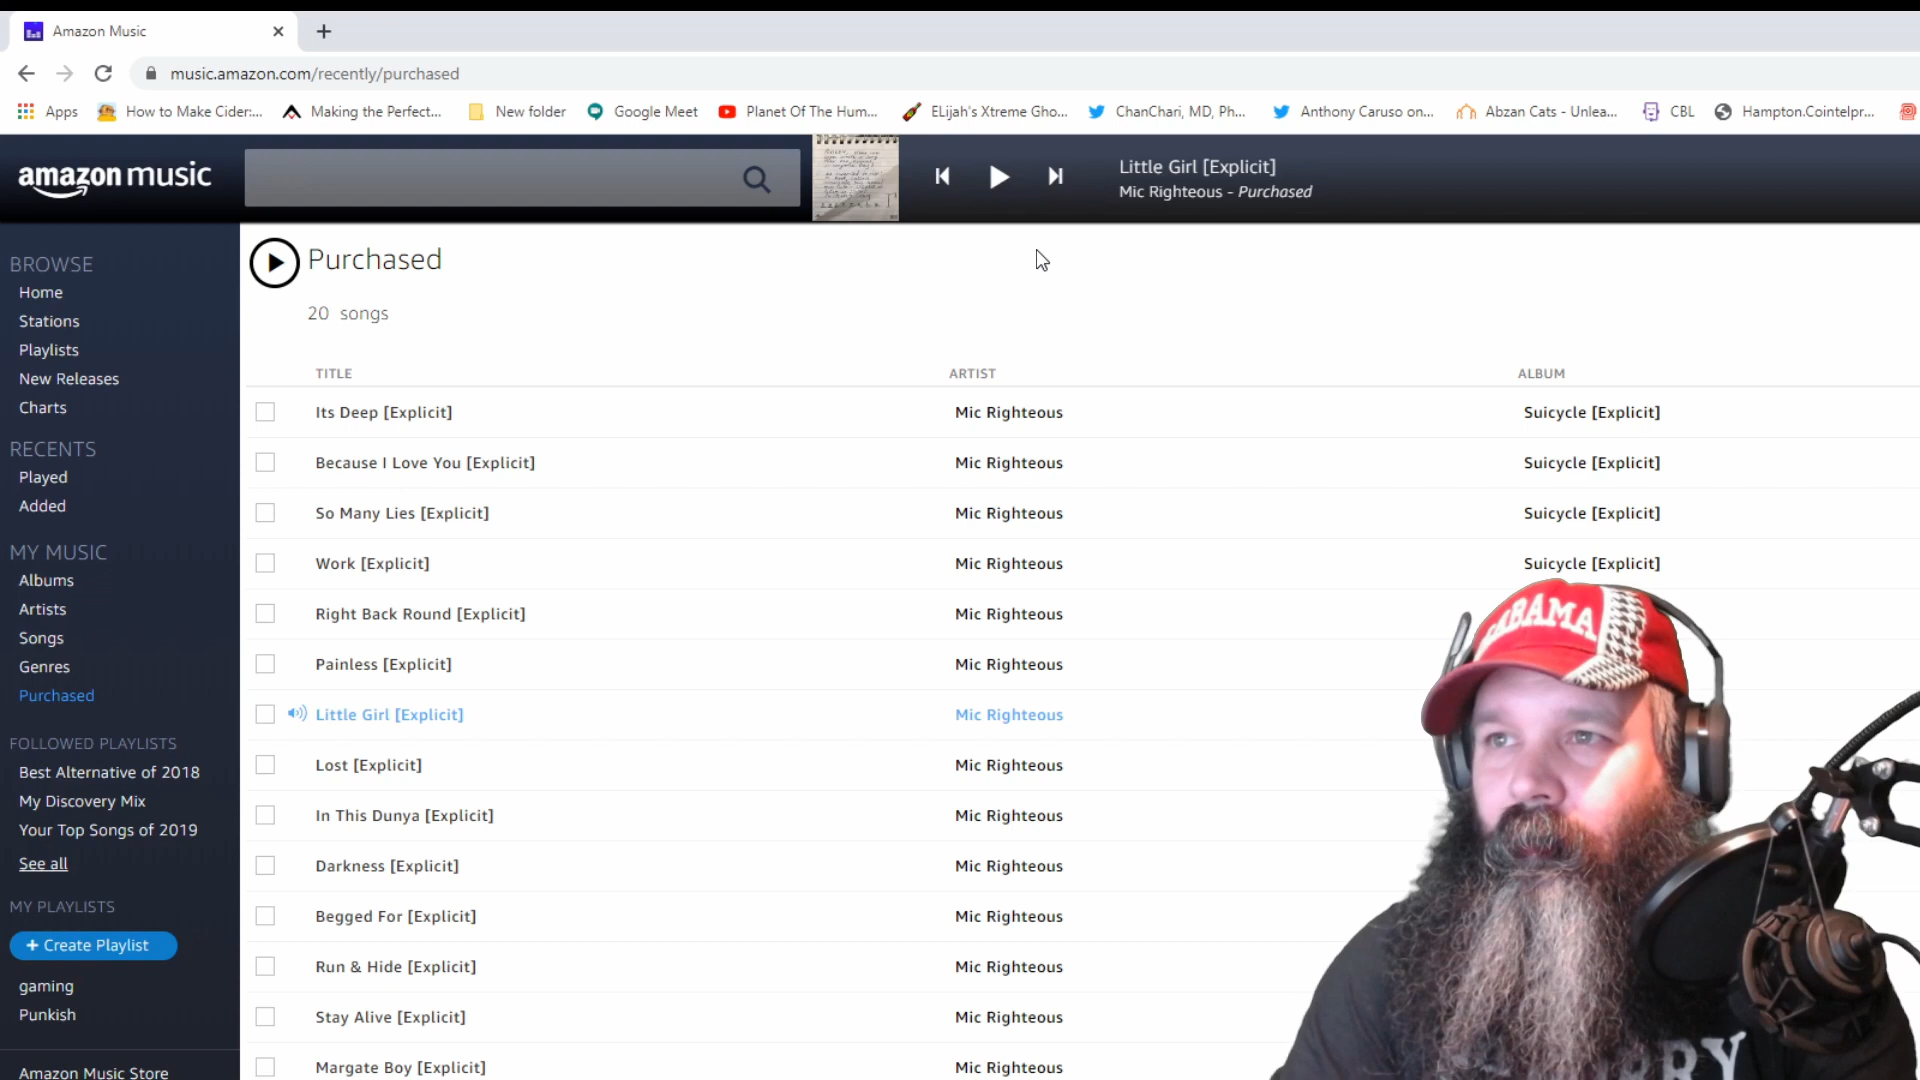 Amazon Music
music.amazon.com/recently/purchased
Apps How to Make Cider:... Making the Perfect... New folder Google Meet Planet Of The Hum... ELijah's Xtreme Gho... ChanChari, MD, Ph... Anthony Caruso on... Abzan Cats - Unlea... CBL Hampton.Cointelpr...
amazon music
Little Girl [Explicit]
Mic Righteous - Purchased
BROWSE
Home
Stations
Playlists
New Releases
Charts
RECENTS
Played
Added
MY MUSIC
Albums
Artists
Songs
Genres
Purchased
FOLLOWED PLAYLISTS
Best Alternative of 2018
My Discovery Mix
Your Top Songs of 2019
See all
MY PLAYLISTS
+ Create Playlist
gaming
Punkish
Amazon Music Store
Purchased
20 songs
TITLE ARTIST ALBUM
Its Deep [Explicit] Mic Righteous Suicycle [Explicit]
Because I Love You [Explicit] Mic Righteous Suicycle [Explicit]
So Many Lies [Explicit] Mic Righteous Suicycle [Explicit]
Work [Explicit] Mic Righteous Suicycle [Explicit]
Right Back Round [Explicit] Mic Righteous
Painless [Explicit] Mic Righteous
Little Girl [Explicit] Mic Righteous
Lost [Explicit] Mic Righteous
In This Dunya [Explicit] Mic Righteous
Darkness [Explicit] Mic Righteous
Begged For [Explicit] Mic Righteous
Run & Hide [Explicit] Mic Righteous
Stay Alive [Explicit] Mic Righteous
Margate Boy [Explicit] Mic Righteous